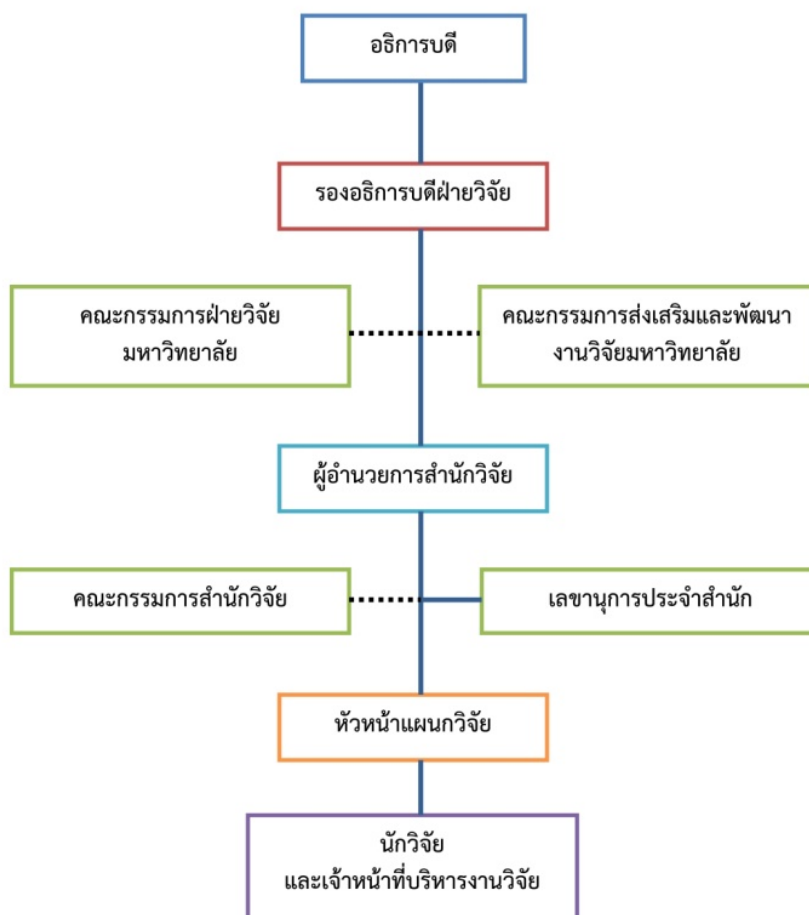 อธิการบดี
รองอธิการบดีฝ่ายวิจัย
คณะกรรมการฝ่ายวิจัย
มหาวิทยาลัย
คณะกรรมการส่งเสริมและพัฒนา
งานวิจัยมหาวิทยาลัย
ผู้อำนวยการสำนักวิจัย
คณะกรรมการสำนักวิจัย
เลขานุการประจำสำนัก
หัวหน้าแผนกวิจัย
นักวิจัย
และเจ้าหน้าที่บริหารงานวิจัย